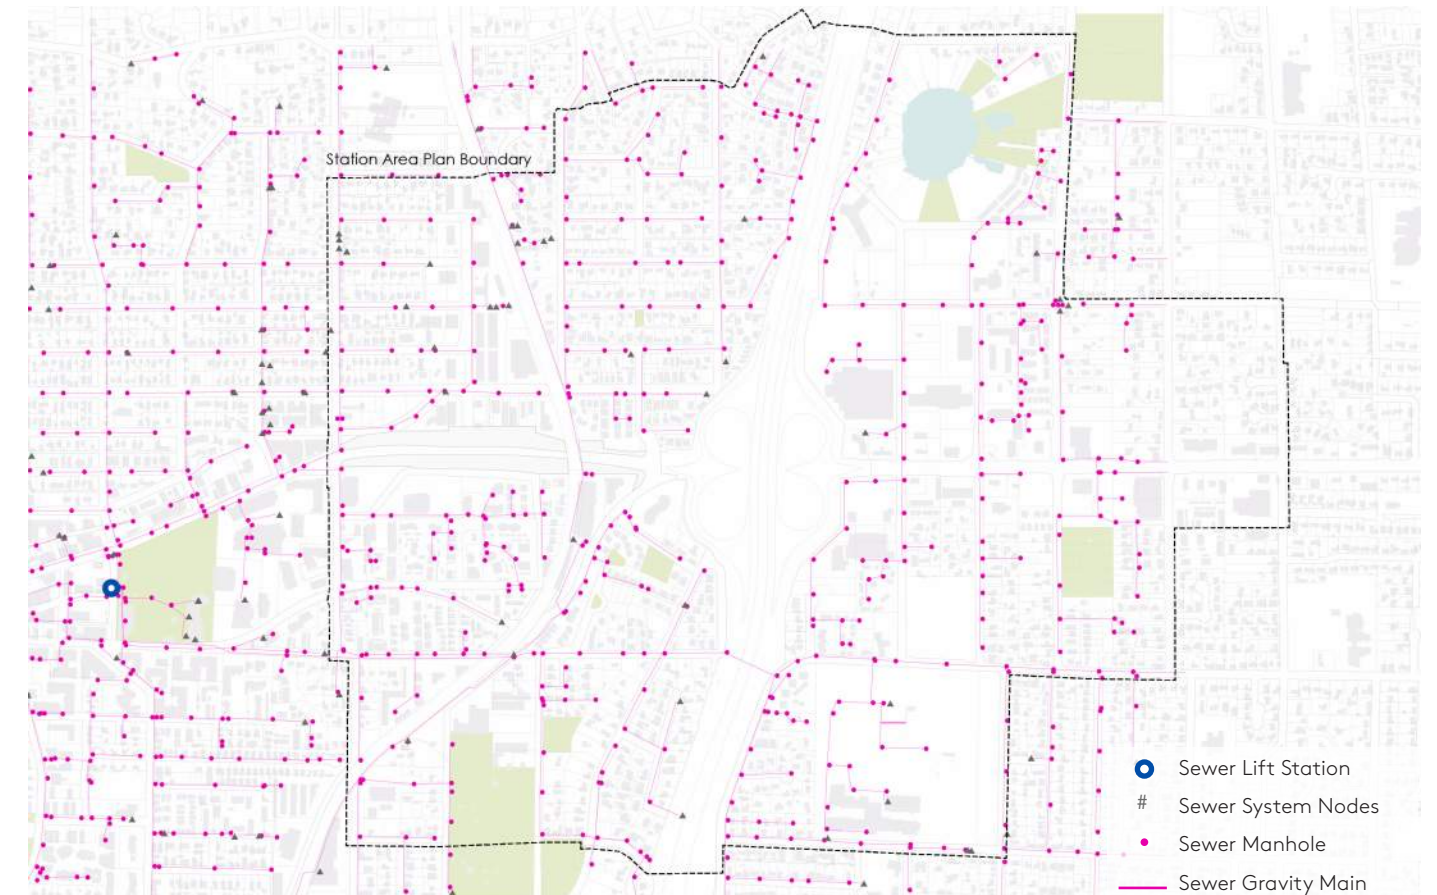 Station Area Plan Boundary
Sewer Lift Station
# Sewer System Nodes
Sewer Manhole
Sewer Gravity Main